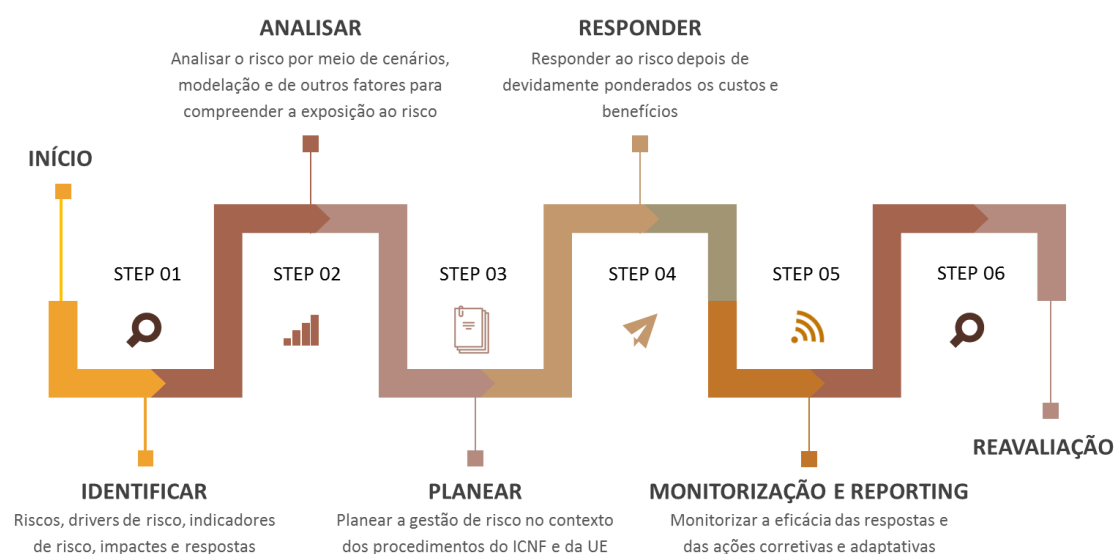 ANALISAR
Analisar o risco por meio de cenários,
modelação e de outros fatores para
compreender a exposição ao risco
RESPONDER
Responder ao risco depois de
devidamente ponderados os custos e
benefícios
INÍCIO
STEP 01
STEP 02
STEP 03
STEP 04
STEP 05
STEP 06
REAVALIAÇÃO
IDENTIFICAR
Riscos, drivers de risco, indicadores
de risco, impactes e respostas
PLANEAR
Planear a gestão de risco no contexto
dos procedimentos do ICNF e da UE
MONITORIZAÇÃO E REPORTING
Monitorizar a eficácia das respostas e
das ações corretivas e adaptativas